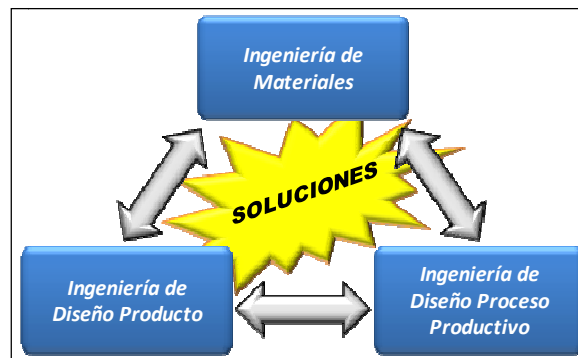 Ingeniería de
Materiales
SOLUCIONES
Ingeniería de
Diseño Producto
Ingeniería de
Diseño Proceso
Productivo